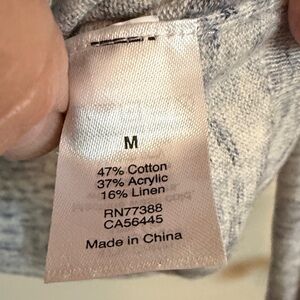 M
47% Cotton
37% Acrylic
16% Linen
RN77388
CA56445
Made in China